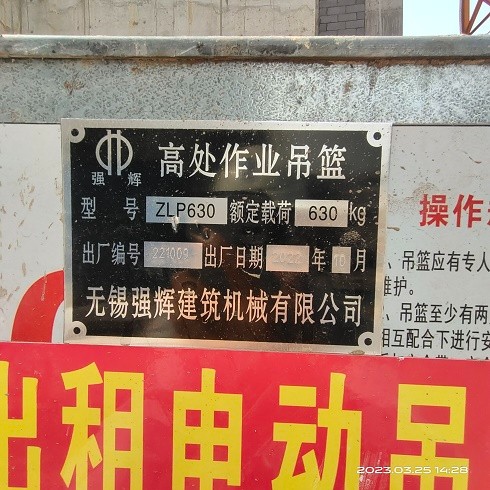 高处作业吊篮
强辉
型号 ZLP630 额定载荷 630 kg
出厂编号 221009 出厂日期 2022 年 10 月
无锡强辉建筑机械有限公司
操作
、吊篮应有专人
维护。
、吊篮至少有两
相互配合下进行安
出租电动吊
2023.03.25 14:28